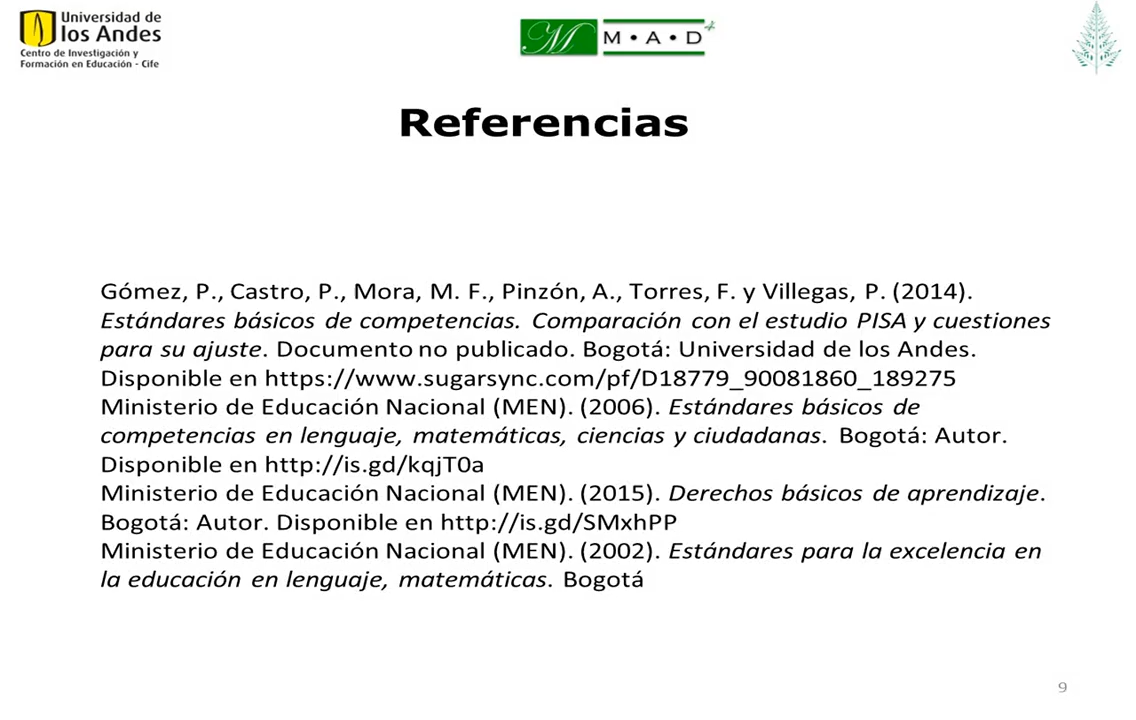 Universidad de
los Andes
Centro de Investigación y
Formación en Educación - Cife
M M • A • D +
Referencias
Gómez, P., Castro, P., Mora, M. F., Pinzón, A., Torres, F. y Villegas, P. (2014).
Estándares básicos de competencias. Comparación con el estudio PISA y cuestiones
para su ajuste. Documento no publicado. Bogotá: Universidad de los Andes.
Disponible en https://www.sugarsync.com/pf/D18779_90081860_189275
Ministerio de Educación Nacional (MEN). (2006). Estándares básicos de
competencias en lenguaje, matemáticas, ciencias y ciudadanas. Bogotá: Autor.
Disponible en http://is.gd/kqjT0a
Ministerio de Educación Nacional (MEN). (2015). Derechos básicos de aprendizaje.
Bogotá: Autor. Disponible en http://is.gd/SMxhPP
Ministerio de Educación Nacional (MEN). (2002). Estándares para la excelencia en
la educación en lenguaje, matemáticas. Bogotá
9